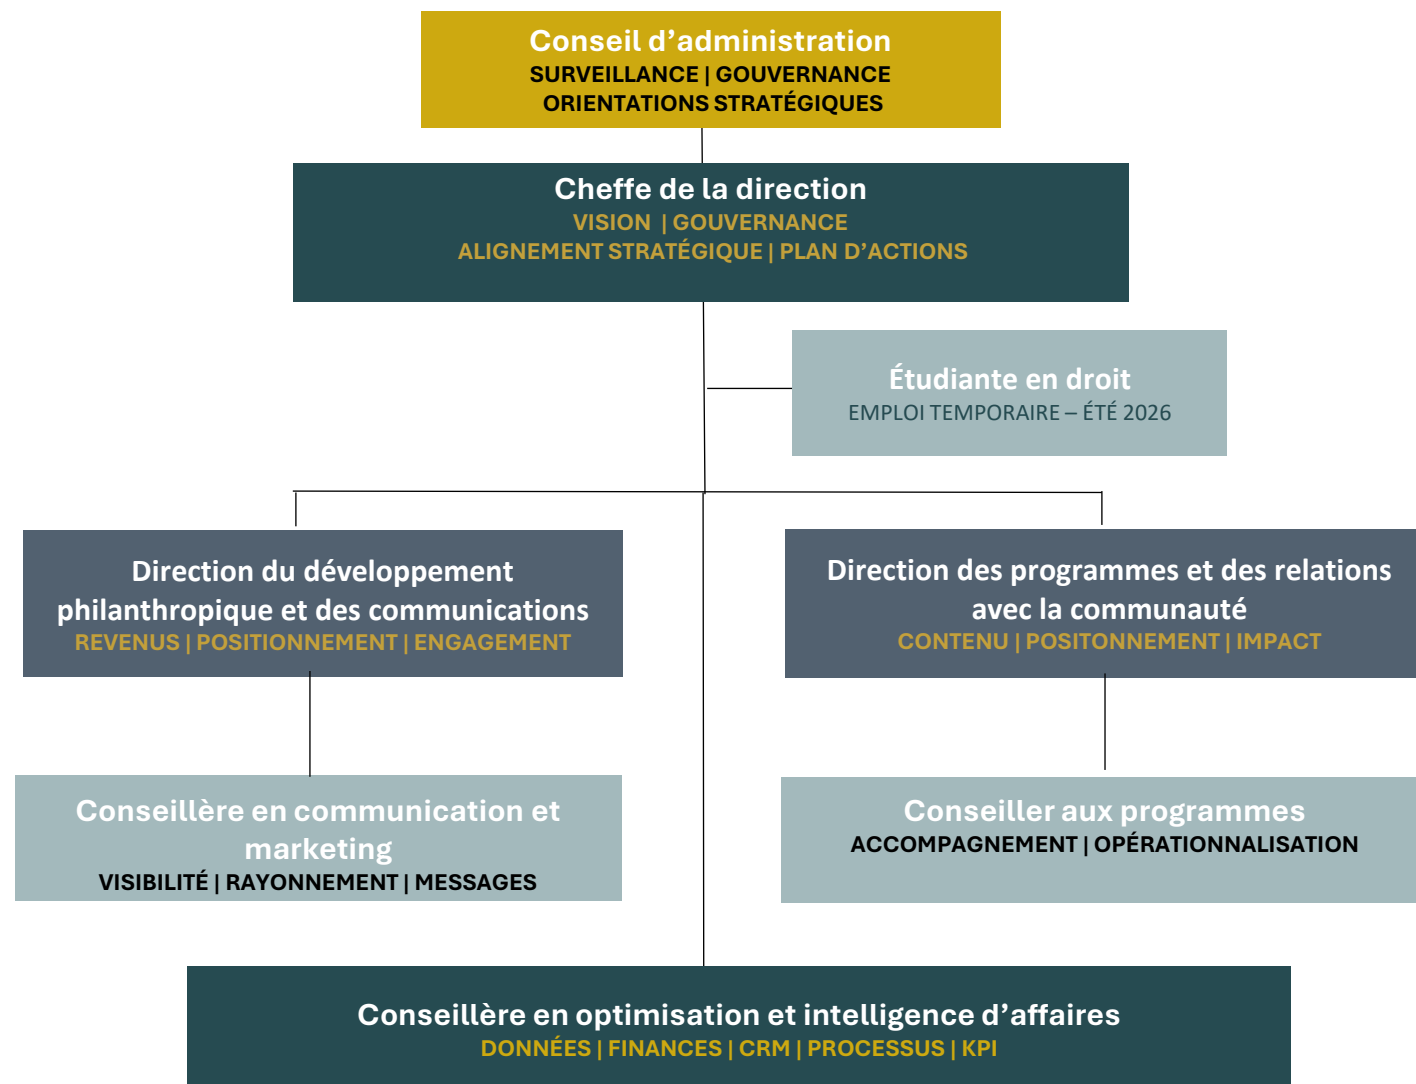 Conseil d’administration
SURVEILLANCE | GOUVERNANCE
ORIENTATIONS STRATÉGIQUES
Cheffe de la direction
VISION | GOUVERNANCE
ALIGNEMENT STRATÉGIQUE | PLAN D’ACTIONS
Étudiante en droit
EMPLOI TEMPORAIRE – ÉTÉ 2026
Direction du développement
philanthropique et des communications
REVENUS | POSITIONNEMENT | ENGAGEMENT
Direction des programmes et des relations
avec la communauté
CONTENU | POSITONNEMENT | IMPACT
Conseillère en communication et
marketing
VISIBILITÉ | RAYONNEMENT | MESSAGES
Conseiller aux programmes
ACCOMPAGNEMENT | OPÉRATIONNALISATION
Conseillère en optimisation et intelligence d’affaires
DONNÉES | FINANCES | CRM | PROCESSUS | KPI